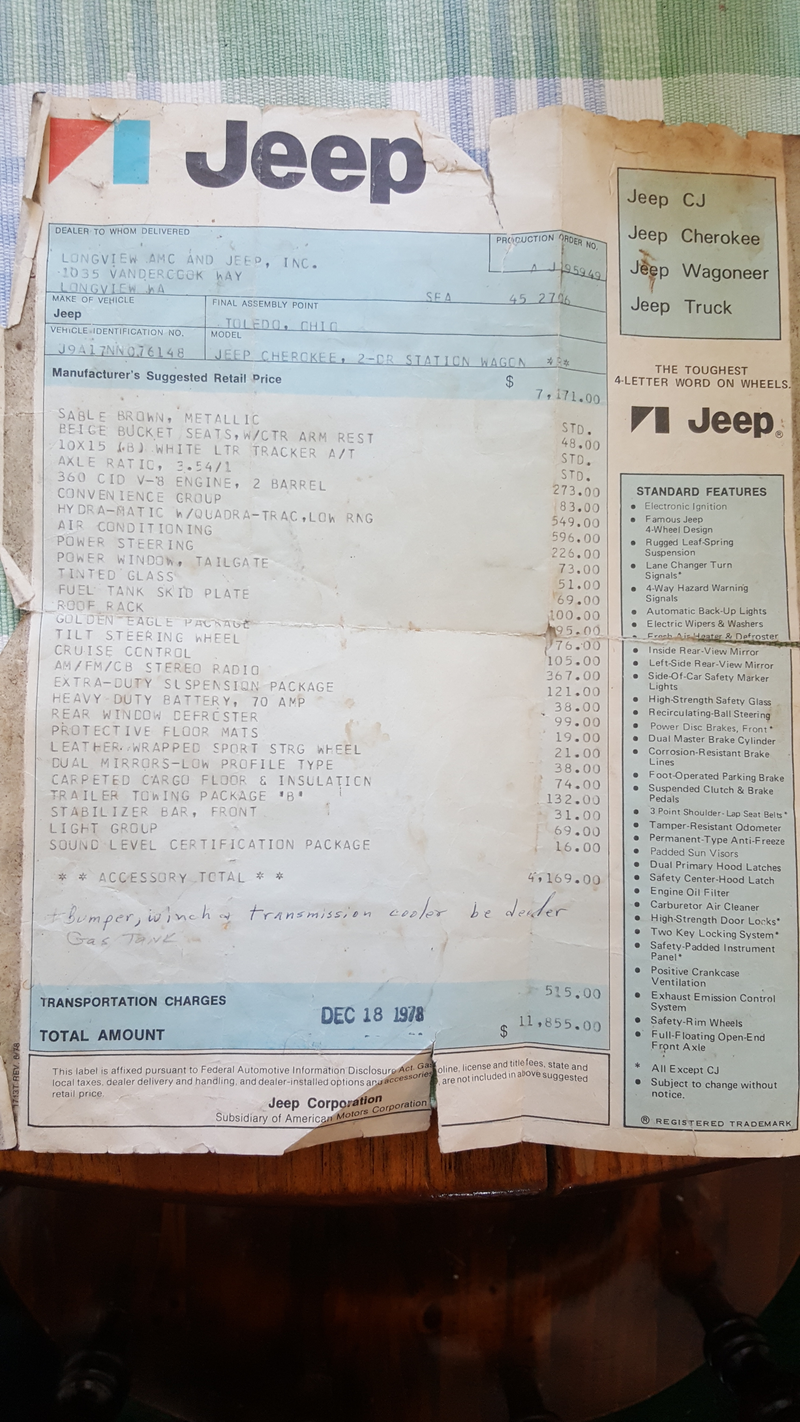 Jeep
DEALER TO WHOM DELIVERED
PRODUCTION ORDER NO.
LONGVIEW AMC AND JEEP, INC.
1035 VANDERCOOK WAY
A J 95949
LONGVIEW WA SEA 45 2706
MAKE OF VEHICLE
Jeep
FINAL ASSEMBLY POINT
TOLEDO, OHIO
VEHICLE IDENTIFICATION NO.
J9A17NN076148
MODEL
JEEP CHEROKEE, 2-DR STATION WAGON ***
Manufacturer's Suggested Retail Price $ 7,171.00
SABLE BROWN, METALLIC STD.
BEIGE BUCKET SEATS,W/CTR ARM REST 48.00
10X15 (B) WHITE LTR TRACKER A/T STD.
AXLE RATIO, 3.54/1 STD.
360 CID V-8 ENGINE, 2 BARREL 273.00
CONVENIENCE GROUP 83.00
HYDRA-MATIC W/QUADRA-TRAC,LOW RNG 549.00
AIR CONDITIONING 596.00
POWER STEERING 226.00
POWER WINDOW, TAILGATE 73.00
TINTED GLASS 51.00
FUEL TANK SKID PLATE 69.00
ROOF RACK 100.00
GOLDEN EAGLE PACKAGE
TILT STEERING WHEEL 76.00
CRUISE CONTROL 105.00
AM/FM/CB STEREO RADIO 367.00
EXTRA-DUTY SUSPENSION PACKAGE 121.00
HEAVY-DUTY BATTERY, 70 AMP 38.00
REAR WINDOW DEFROSTER 99.00
PROTECTIVE FLOOR MATS 19.00
LEATHER-WRAPPED SPORT STRG WHEEL 21.00
DUAL MIRRORS-LOW PROFILE TYPE 38.00
CARPETED CARGO FLOOR & INSULATION 74.00
TRAILER TOWING PACKAGE 'B' 132.00
STABILIZER BAR, FRONT 31.00
LIGHT GROUP 69.00
SOUND LEVEL CERTIFICATION PACKAGE 16.00
* * ACCESSORY TOTAL * * 4,169.00
+ Bumper, winch & transmission cooler be dealer
Gas Tank
TRANSPORTATION CHARGES 515.00
DEC 18 1978
TOTAL AMOUNT $ 11,855.00
This label is affixed pursuant to Federal Automotive Information Disclosure Act. Gasoline, license and title fees, state and
local taxes, dealer delivery and handling, and dealer-installed options and accessories, are not included in above suggested
retail price.
Jeep Corporation
Subsidiary of American Motors Corporation
Jeep CJ
Jeep Cherokee
Jeep Wagoneer
Jeep Truck
THE TOUGHEST
4-LETTER WORD ON WHEELS.
Jeep®
STANDARD FEATURES
• Electronic Ignition
• Famous Jeep
4-Wheel Design
• Rugged Leaf-Spring
Suspension
• Lane Changer Turn
Signals*
• 4-Way Hazard Warning
Signals
• Automatic Back-Up Lights
• Electric Wipers & Washers
• Fresh Air Heater & Defroster
• Inside Rear-View Mirror
• Left-Side Rear-View Mirror
• Side-Of-Car Safety Marker
Lights
• High-Strength Safety Glass
• Recirculating-Ball Steering
• Power Disc Brakes, Front*
• Dual Master Brake Cylinder
• Corrosion-Resistant Brake
Lines
• Foot-Operated Parking Brake
• Suspended Clutch & Brake
Pedals
• 3 Point Shoulder-Lap Seat Belts*
• Tamper-Resistant Odometer
• Permanent-Type Anti-Freeze
• Padded Sun Visors
• Dual Primary Hood Latches
• Safety Center-Hood Latch
• Engine Oil Filter
• Carburetor Air Cleaner
• High-Strength Door Locks*
• Two Key Locking System*
• Safety-Padded Instrument
Panel*
• Positive Crankcase
Ventilation
• Exhaust Emission Control
System
• Safety-Rim Wheels
• Full-Floating Open-End
Front Axle
* All Except CJ
• Subject to change without
notice.
® REGISTERED TRADEMARK